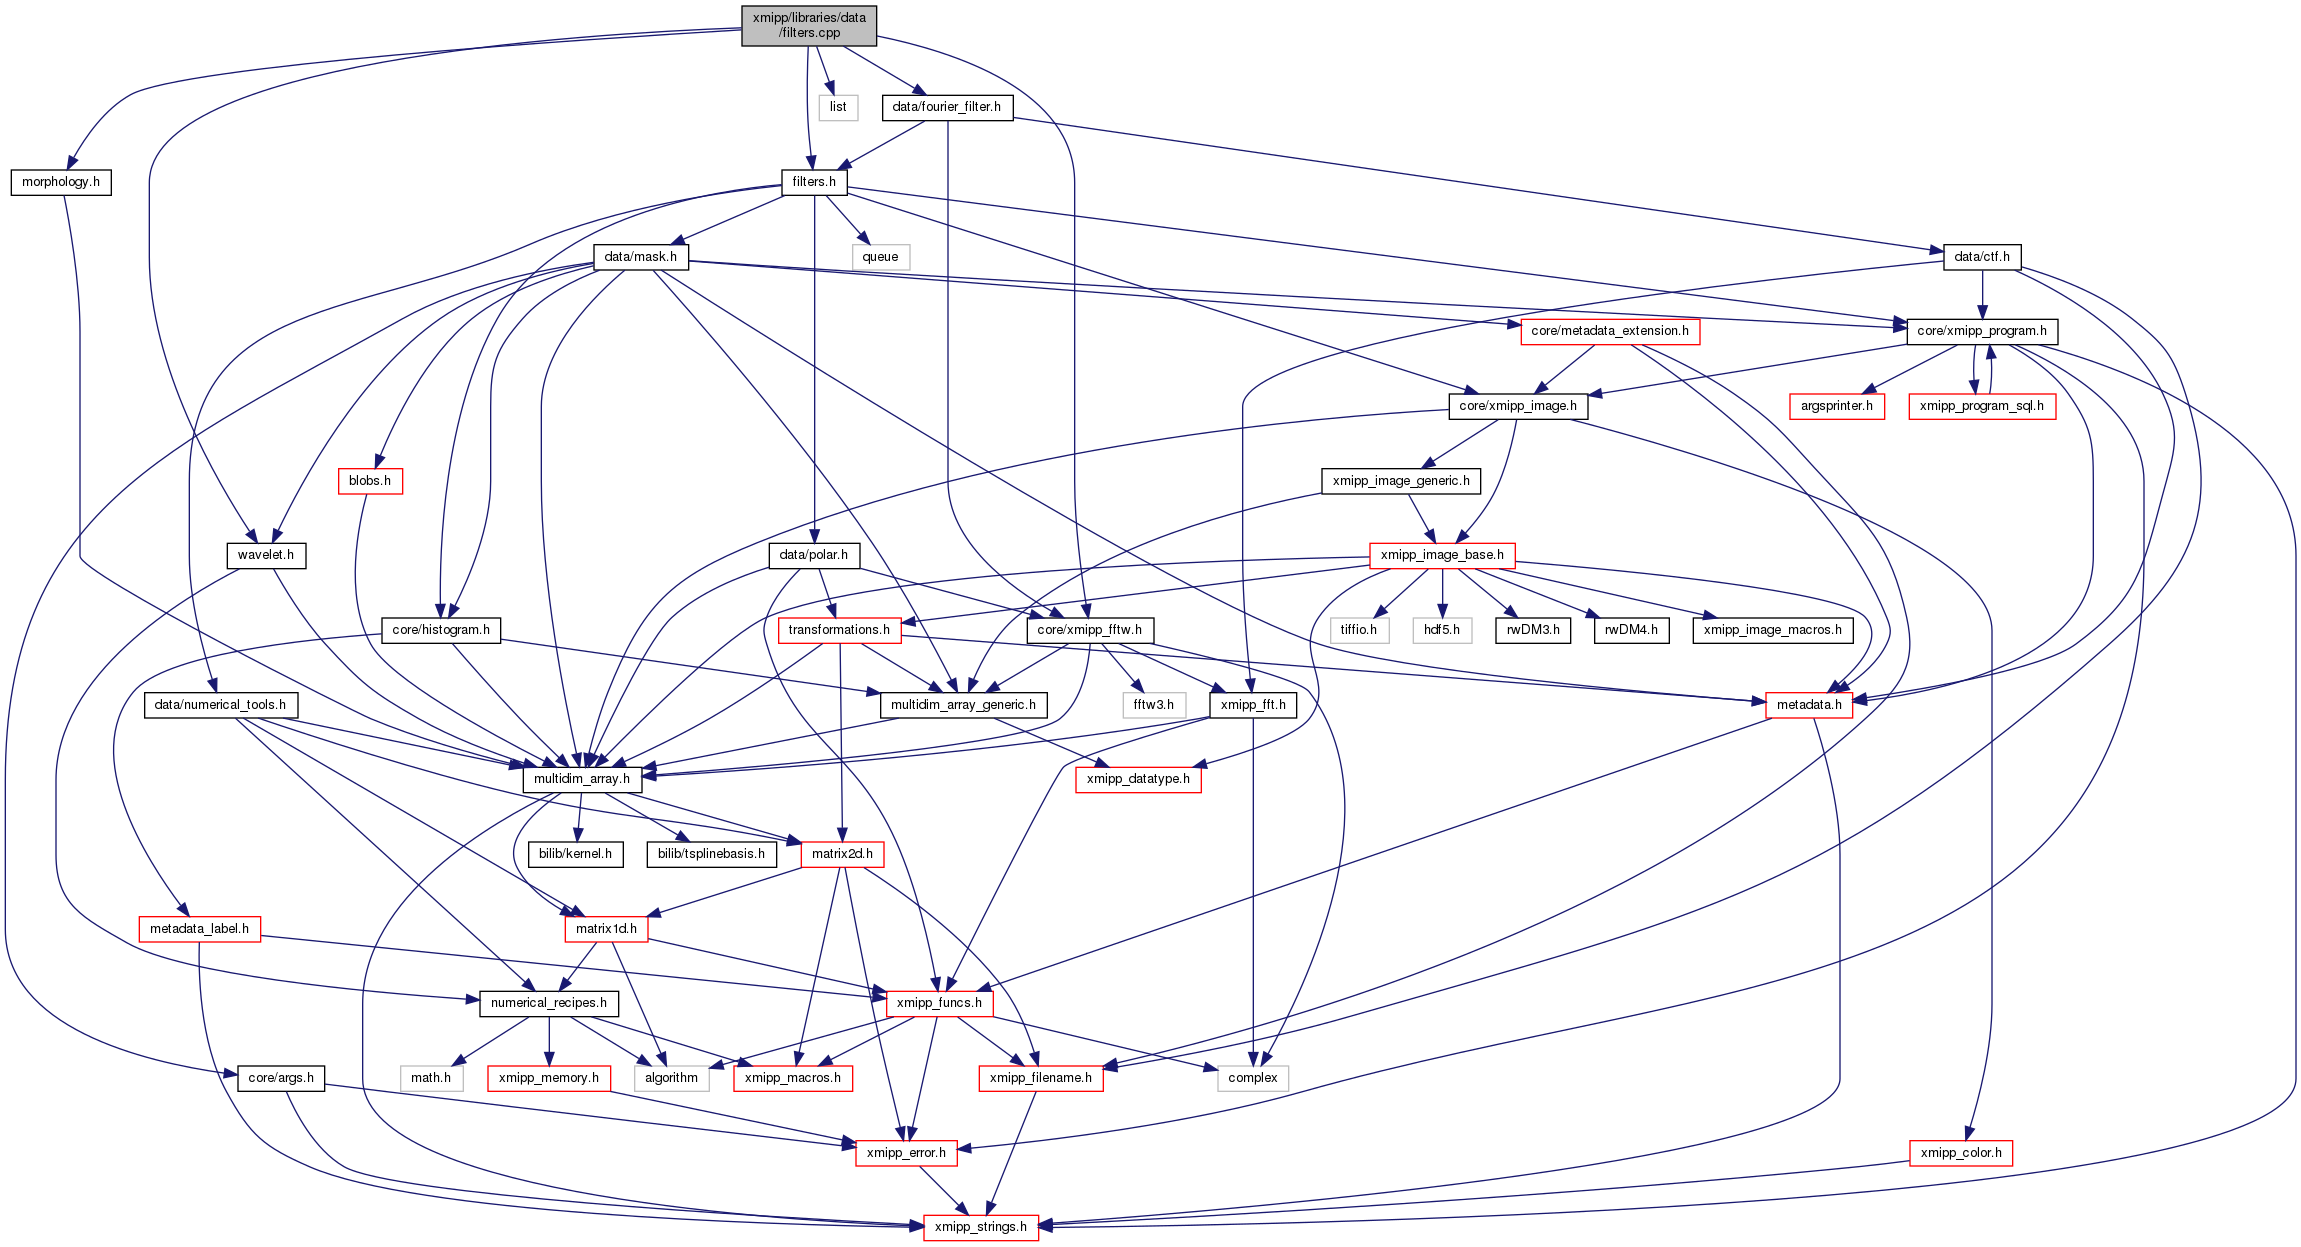 xmipp/libraries/data
/filters.cpp
list
data/fourier_filter.h
morphology.h
filters.h
data/mask.h
queue
data/ctf.h
core/metadata_extension.h
core/xmipp_program.h
core/xmipp_image.h
argsprinter.h
xmipp_program_sql.h
blobs.h
xmipp_image_generic.h
wavelet.h
data/polar.h
xmipp_image_base.h
core/histogram.h
transformations.h
core/xmipp_fftw.h
tiffio.h
hdf5.h
rwDM3.h
rwDM4.h
xmipp_image_macros.h
data/numerical_tools.h
multidim_array_generic.h
fftw3.h
xmipp_fft.h
metadata.h
multidim_array.h
xmipp_datatype.h
bilib/kernel.h
bilib/tsplinebasis.h
matrix2d.h
metadata_label.h
matrix1d.h
numerical_recipes.h
xmipp_funcs.h
core/args.h
math.h
xmipp_memory.h
algorithm
xmipp_macros.h
xmipp_filename.h
complex
xmipp_error.h
xmipp_color.h
xmipp_strings.h